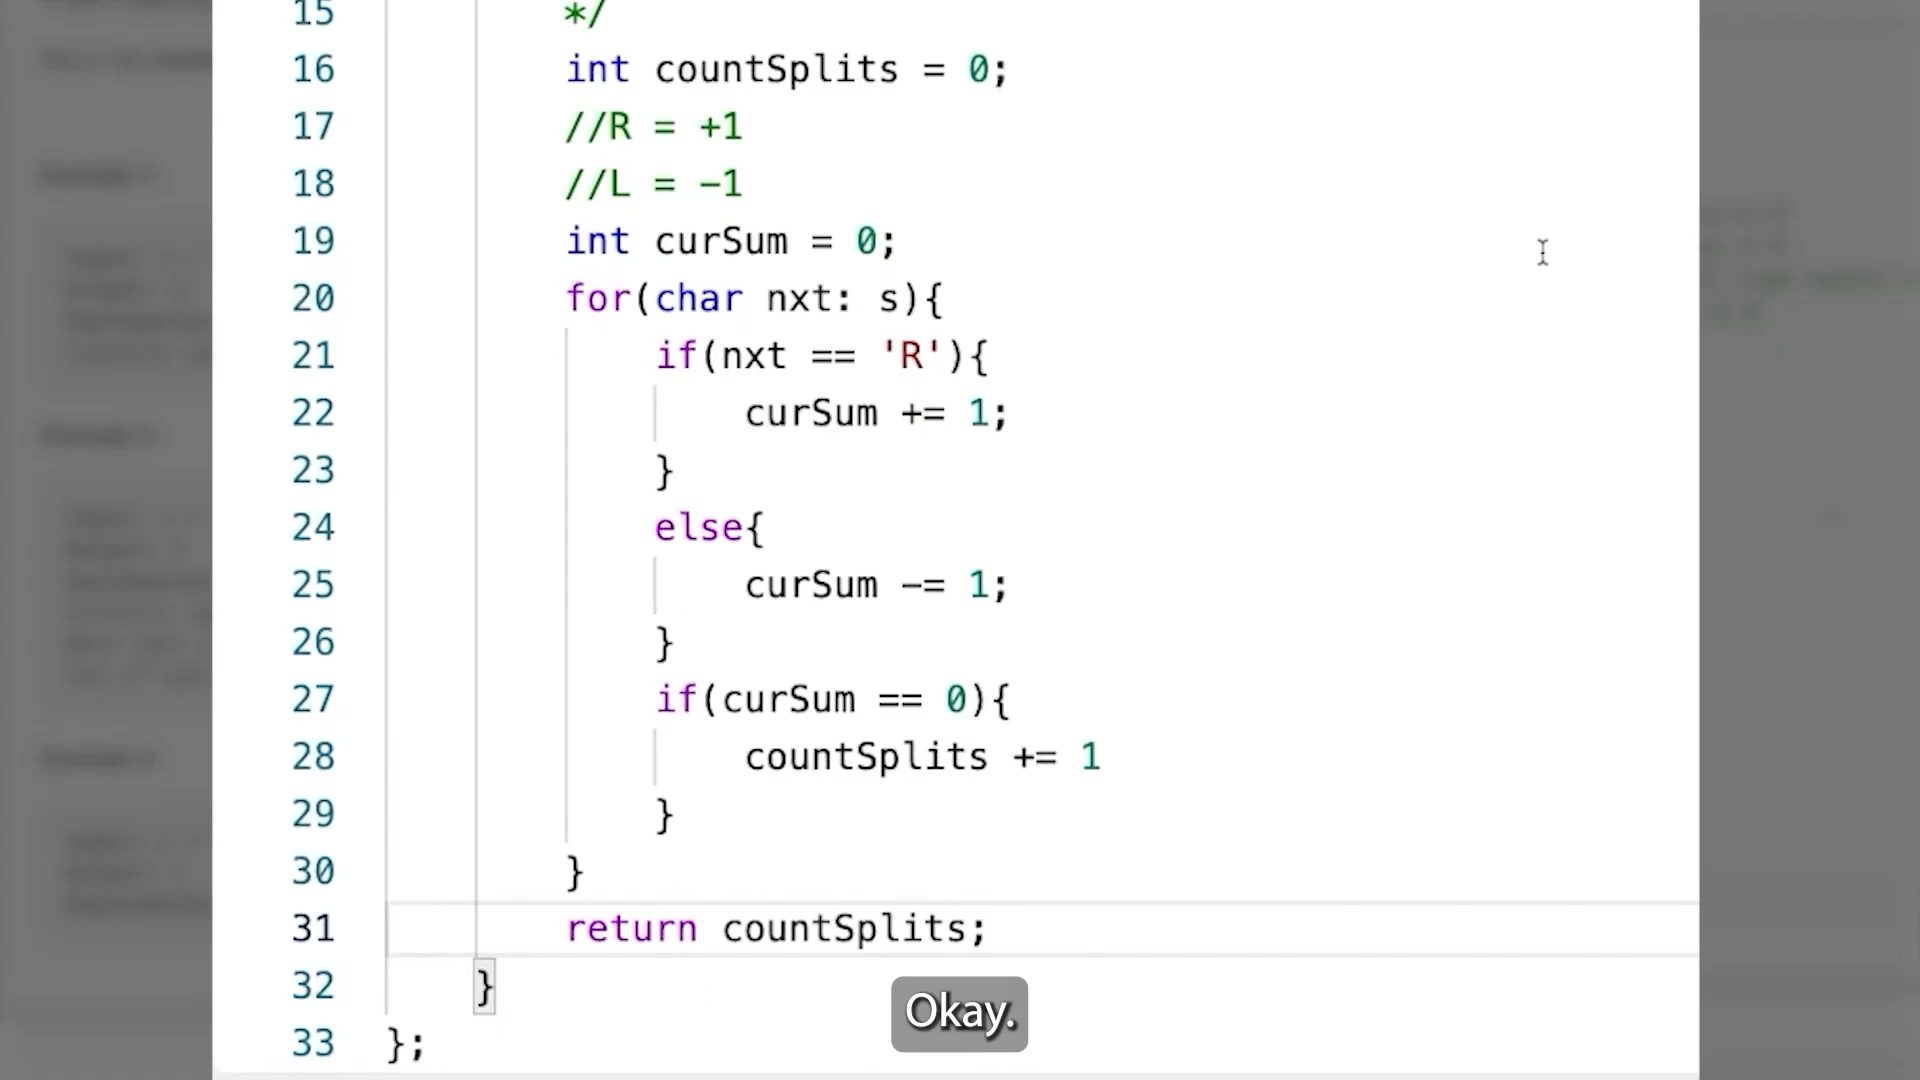 15 */
16 int countSplits = 0;
17 //R = +1
18 //L = -1
19 int curSum = 0;
20 for(char nxt: s){
21 if(nxt == 'R'){
22 curSum += 1;
23 }
24 else{
25 curSum -= 1;
26 }
27 if(curSum == 0){
28 countSplits += 1
29 }
30 }
31 return countSplits;
32 }
33 };
Okay.